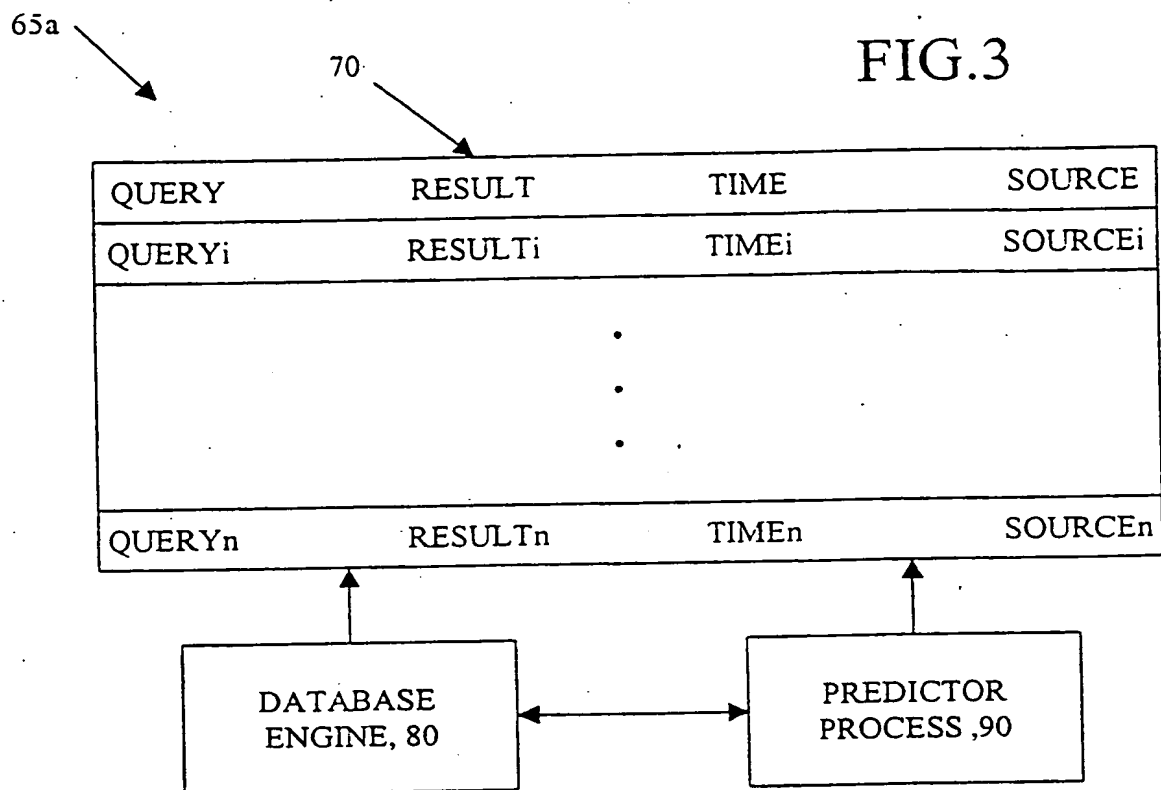 65a
70
FIG.3
QUERY RESULT TIME SOURCE
QUERYi RESULTi TIMEi SOURCEi
QUERYn RESULTn TIMEn SOURCEn
DATABASE
ENGINE, 80
PREDICTOR
PROCESS ,90